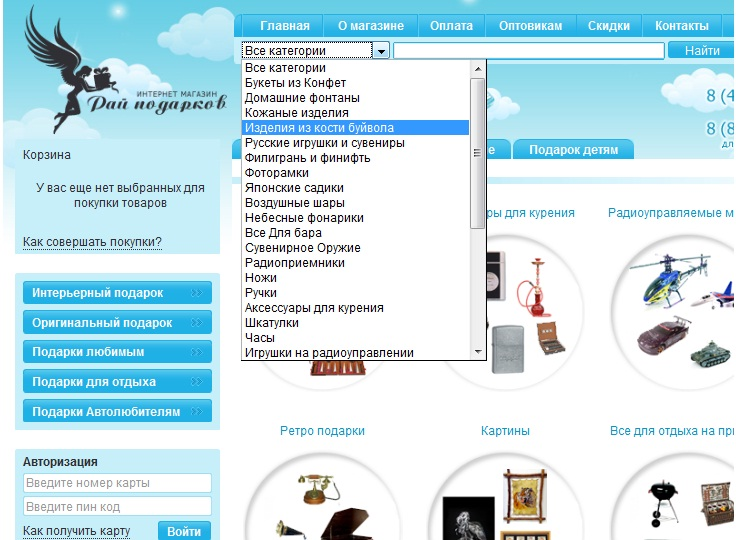 Главная О магазине Оплата Оптовикам Скидки Контакты
Все категории Найти
ИНТЕРНЕТ МАГАЗИН
Рай подарков
8 (4
8 (8
дл
Все категории
Букеты из Конфет
Домашние фонтаны
Кожаные изделия
Изделия из кости буйвола
Русские игрушки и сувениры
Филигрань и финифть
Фоторамки
Японские садики
Воздушные шары
Небесные фонарики
Все Для бара
Сувенирное Оружие
Радиоприемники
Ножи
Ручки
Аксессуары для курения
Шкатулки
Часы
Игрушки на радиоуправлении
е Подарок детям
Корзина
У вас еще нет выбранных для
покупки товаров
Как совершать покупки?
Интерьерный подарок
Оригинальный подарок
Подарки любимым
Подарки для отдыха
Подарки Автолюбителям
ры для курения Радиоуправляемые м
Ретро подарки Картины Все для отдыха на при
Авторизация
Введите номер карты
Введите пин код
Как получить карту Войти